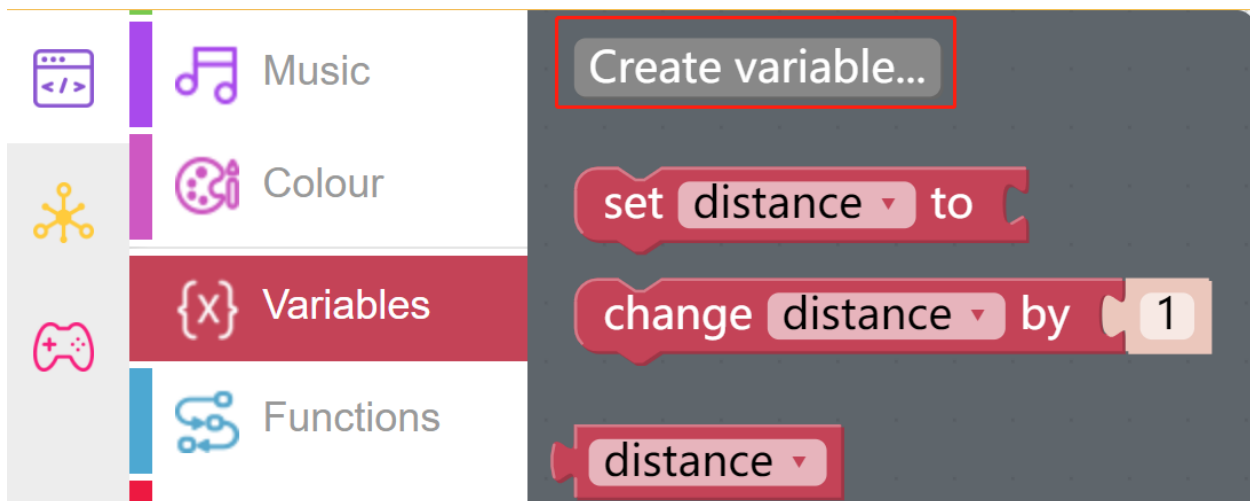 Music
Colour
Variables
Functions
Create variable...
set distance to
change distance by 1
distance